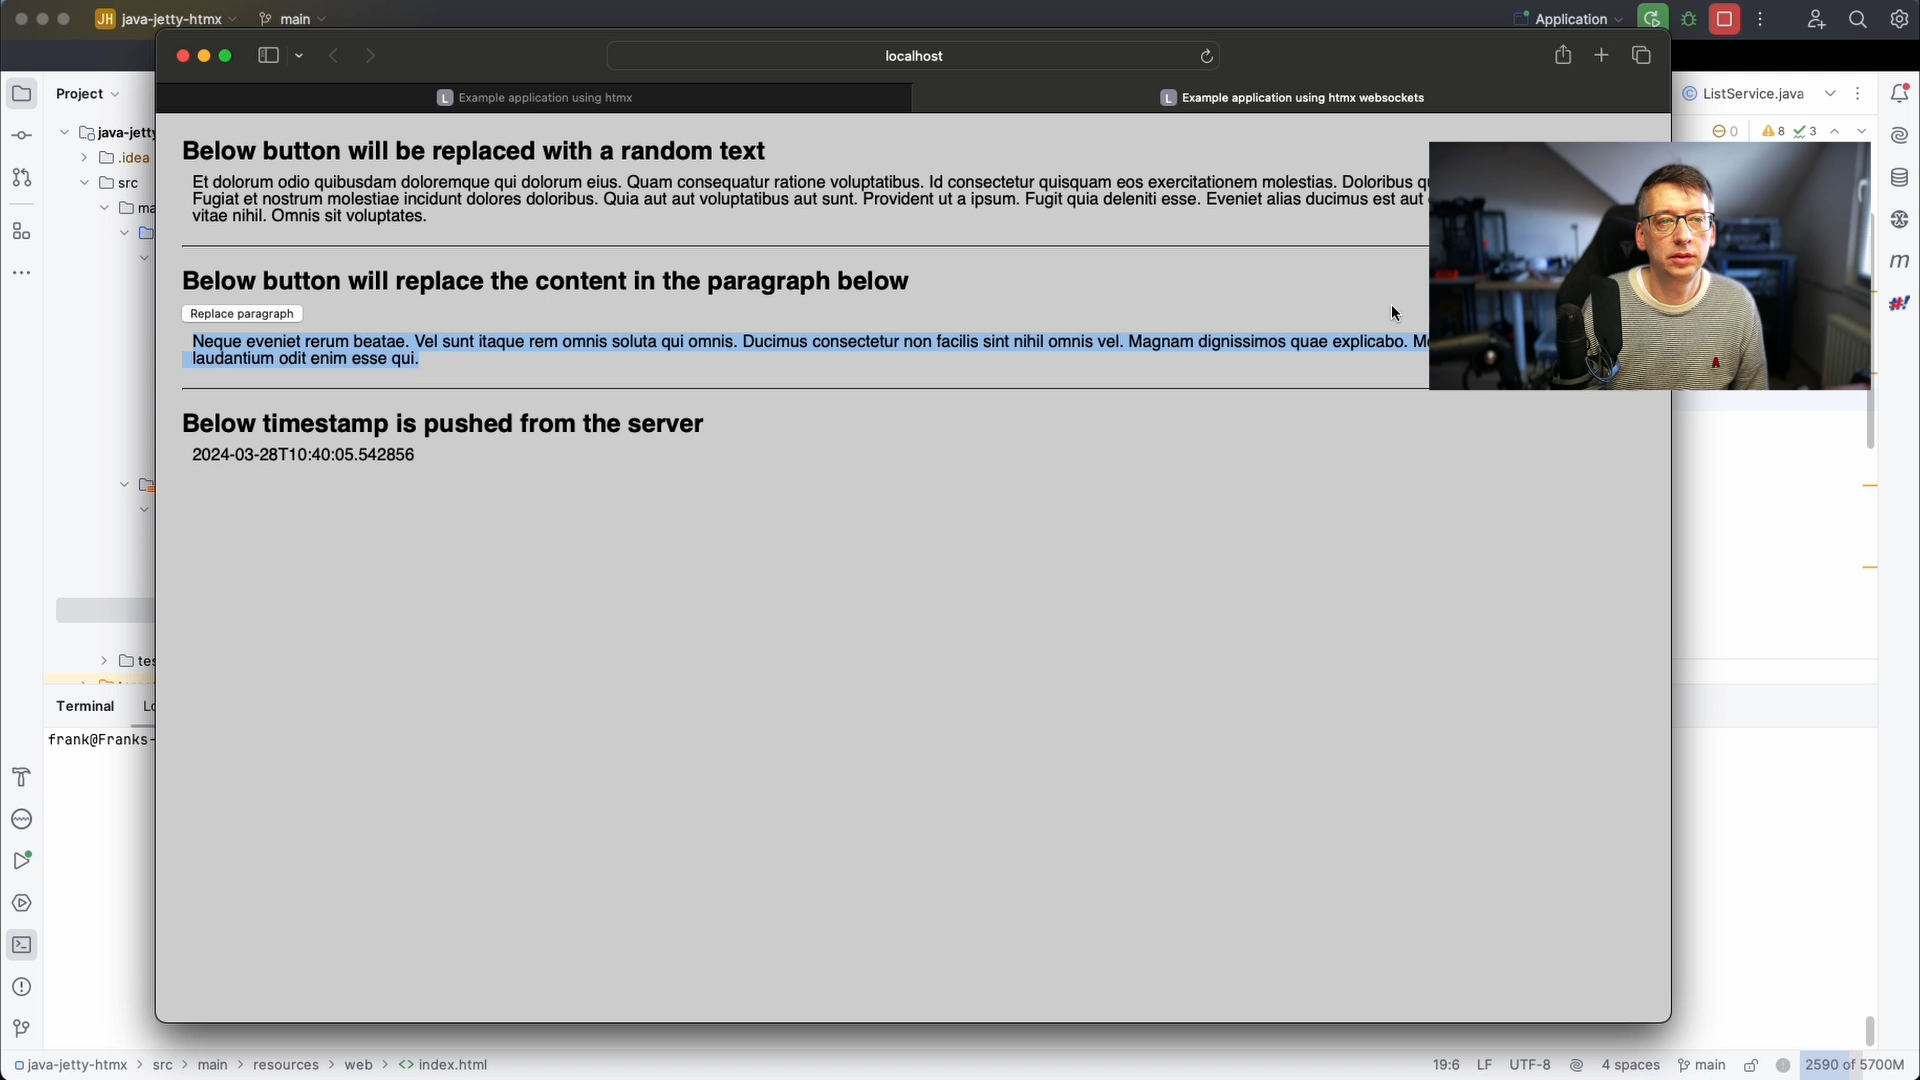 JH java-jetty-htmx
main
Application
localhost
Project
ListService.java
L Example application using htmx
L Example application using htmx websockets
java-jetty
0 8 3
.idea
src
Below button will be replaced with a random text
Et dolorum odio quibusdam doloremque qui dolorum eius. Quam consequatur ratione voluptatibus. Id consectetur quisquam eos exercitationem molestias. Doloribus
Fugiat et nostrum molestiae incidunt dolores doloribus. Quia aut aut voluptatibus aut sunt. Provident ut a ipsum. Fugit quia deleniti esse. Eveniet alias ducimus est aut
vitae nihil. Omnis sit voluptates.
Below button will replace the content in the paragraph below
Replace paragraph
Neque eveniet rerum beatae. Vel sunt itaque rem omnis soluta qui omnis. Ducimus consectetur non facilis sint nihil omnis vel. Magnam dignissimos quae explicabo.
laudantium odit enim esse qui.
Below timestamp is pushed from the server
2024-03-28T10:40:05.542856
Terminal
frank@Franks-
java-jetty-htmx > src > main > resources > web > <> index.html
19:6 LF UTF-8 4 spaces main 2590 of 5700M